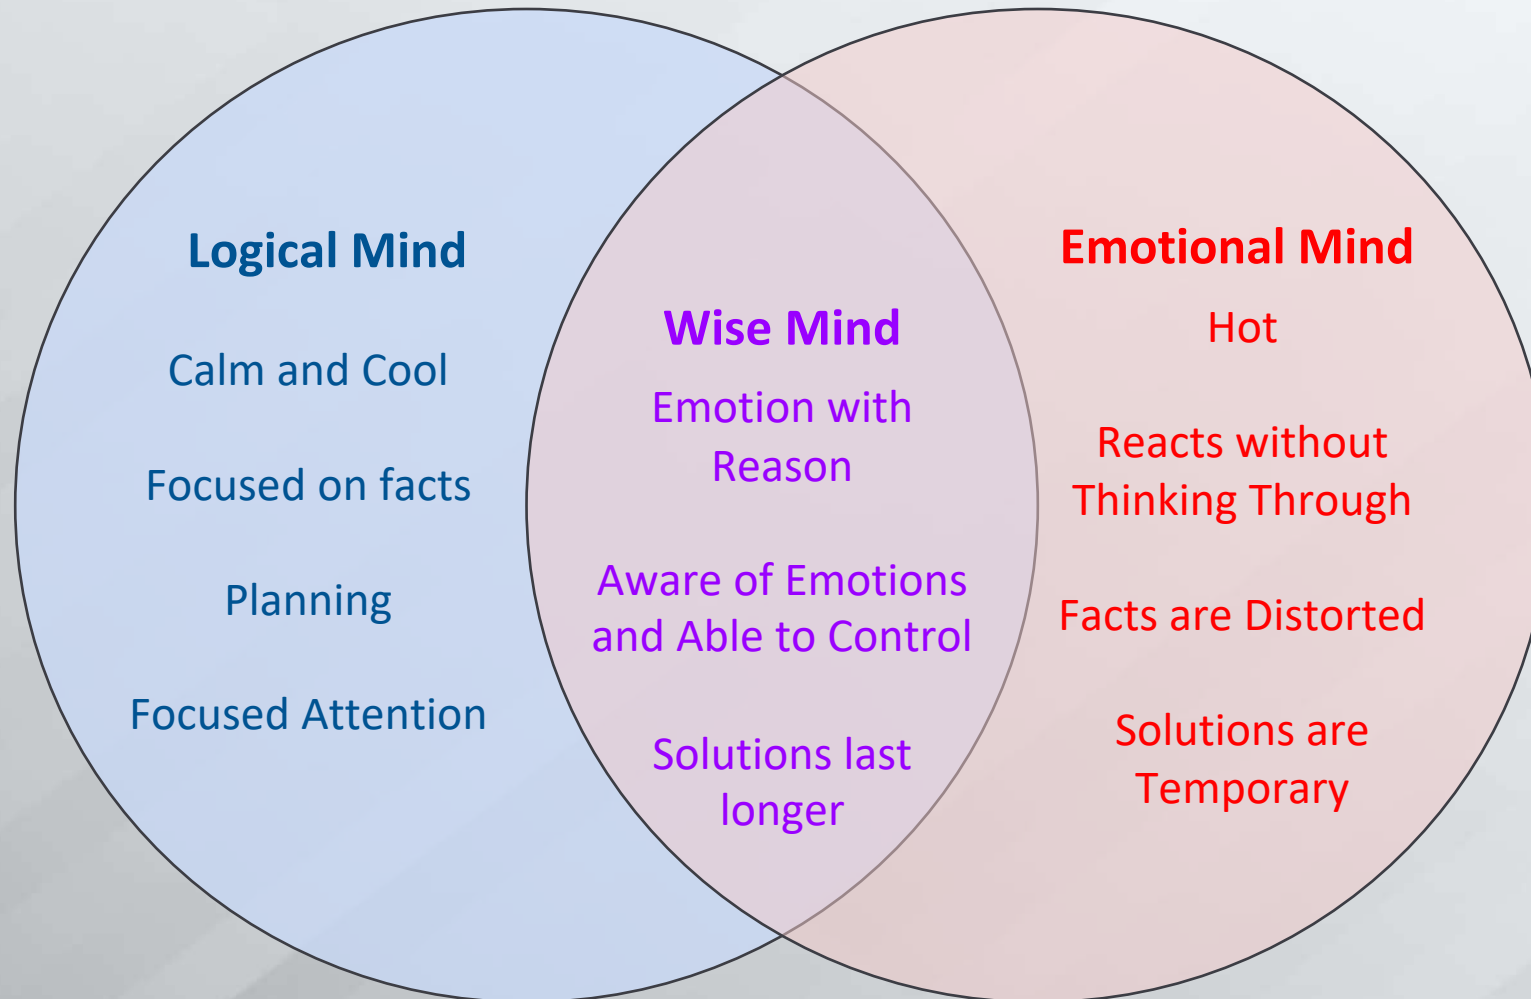 Logical Mind
Calm and Cool
Focused on facts
Planning
Focused Attention
Wise Mind
Emotion with
Reason
Aware of Emotions
and Able to Control
Solutions last
longer
Emotional Mind
Hot
Reacts without
Thinking Through
Facts are Distorted
Solutions are
Temporary